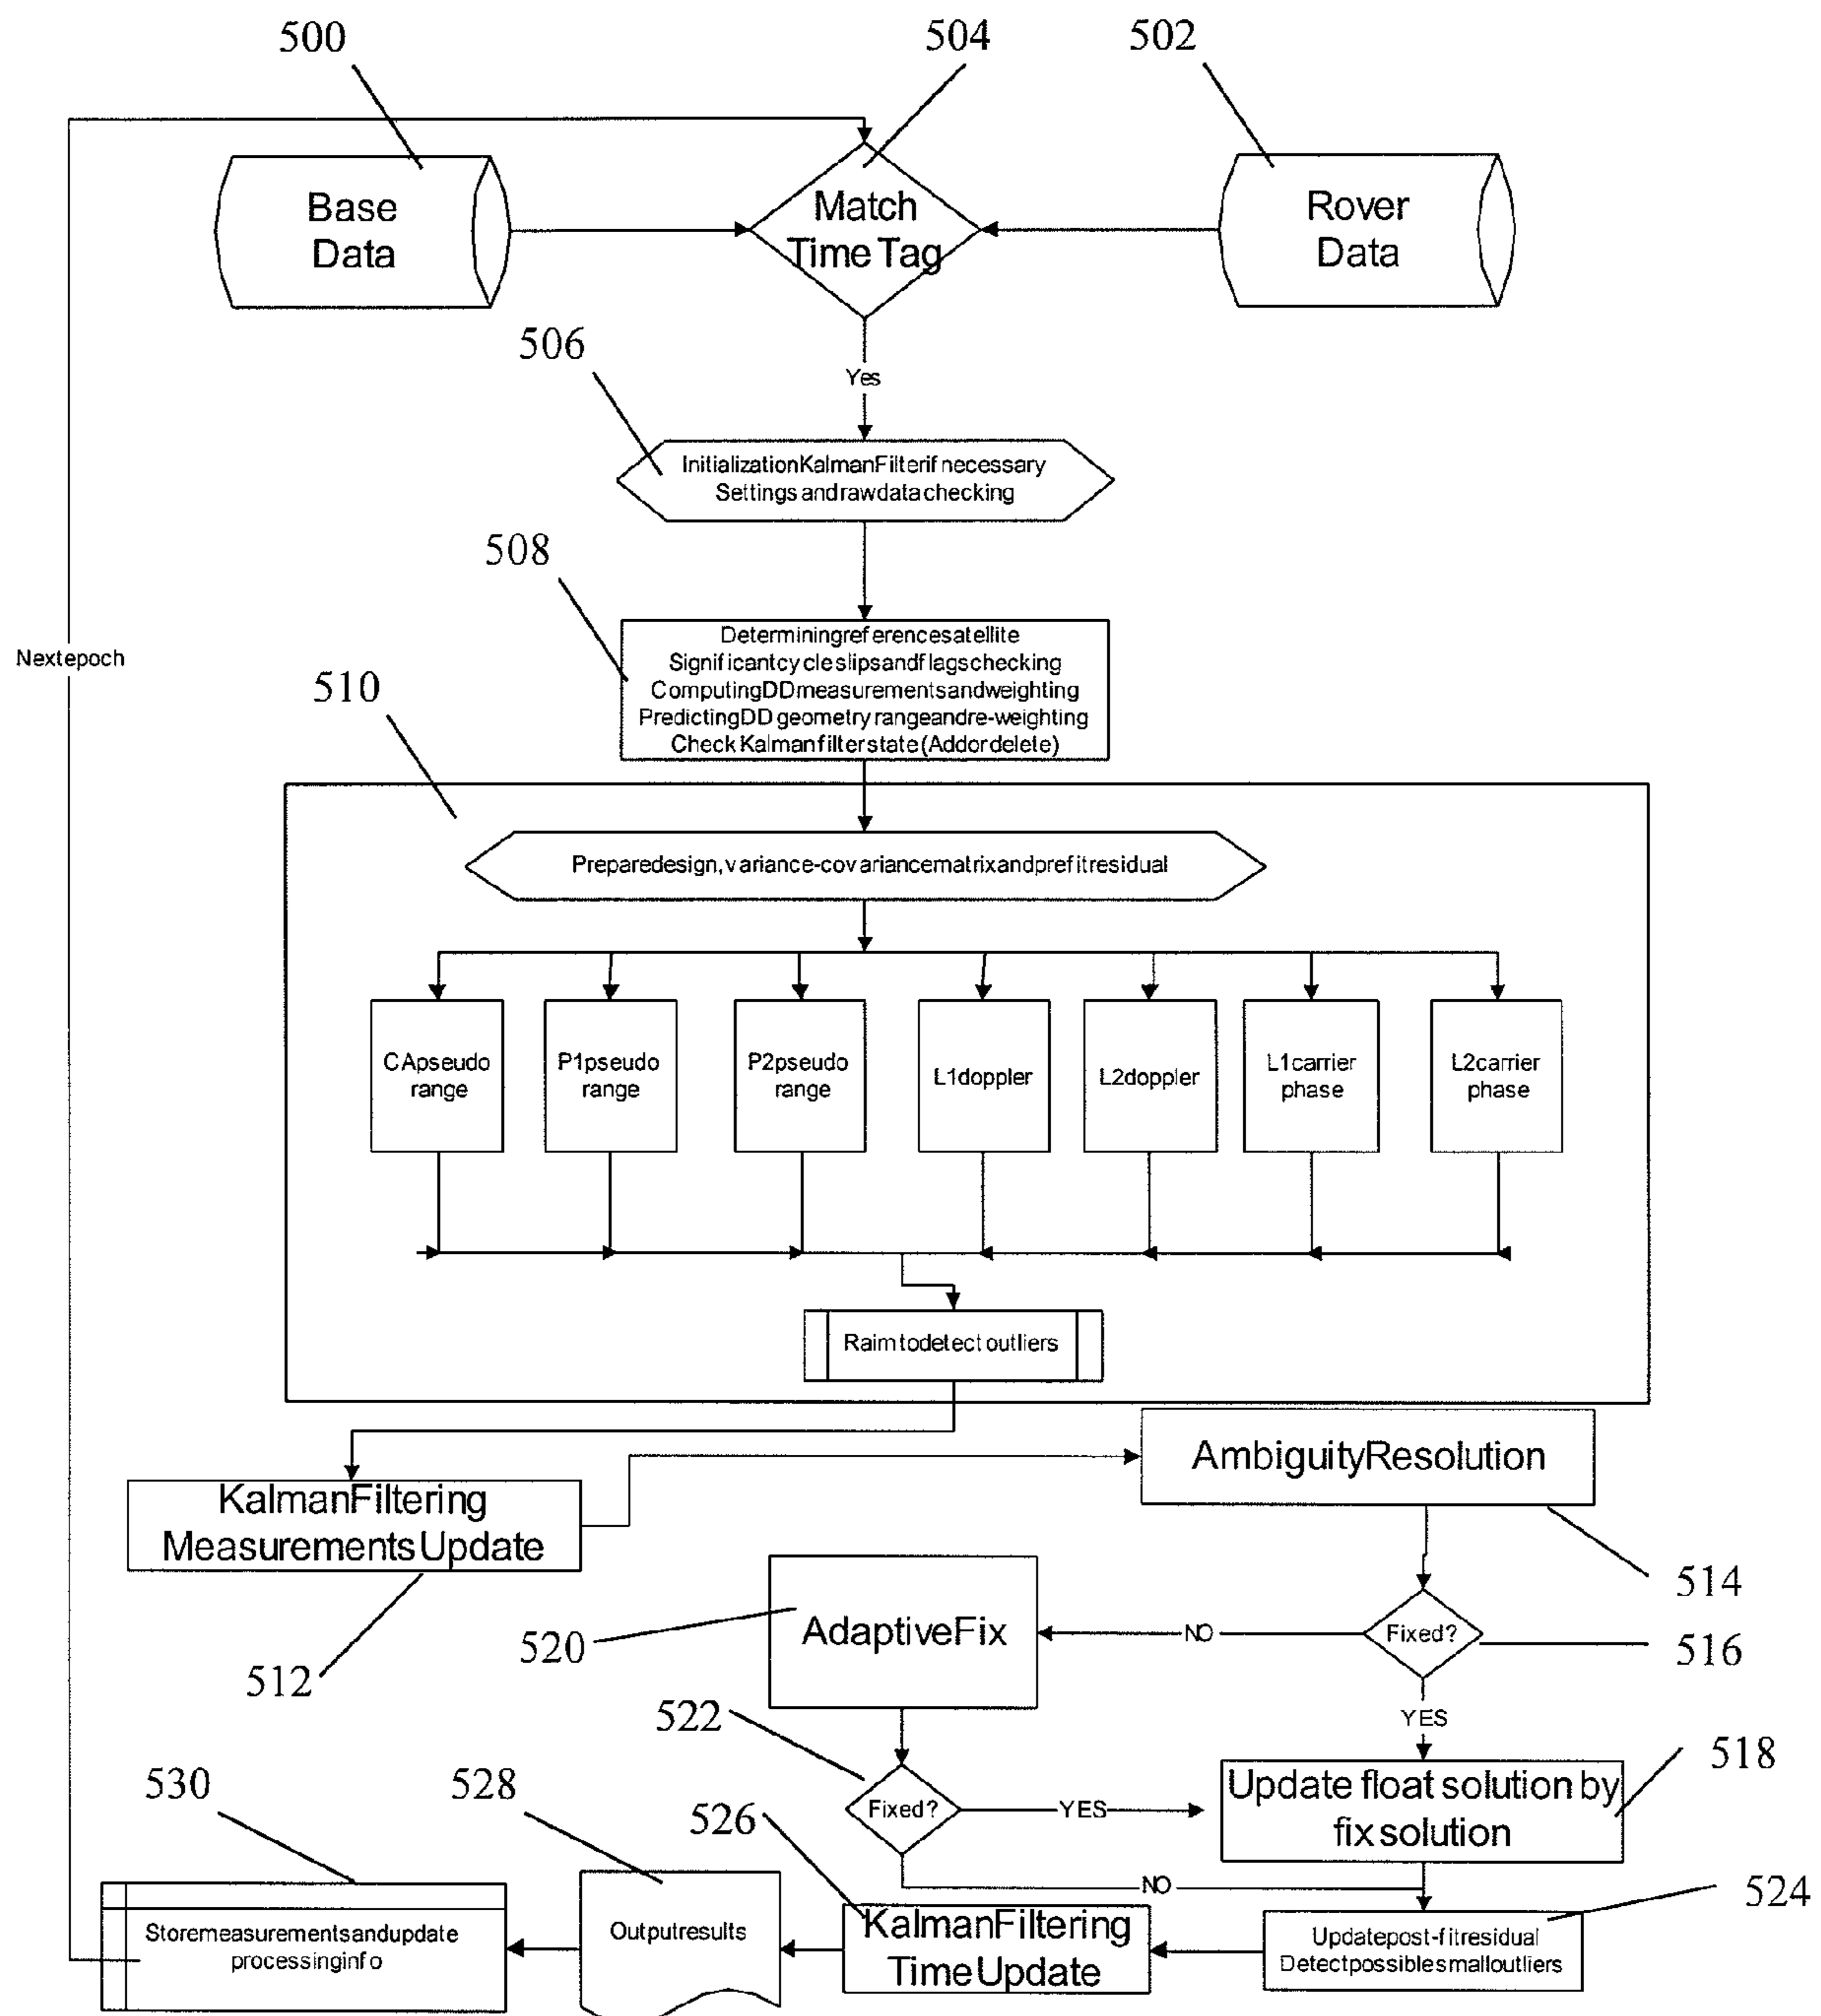 500
504
502
Base
Data
Match
Time Tag
Rover
Data
506
Yes
InitializationKalmanFilterif necessary
Settings andrawdatachecking
508
Determiningreferencesatellite
Significantcycleslipsandflagschecking
ComputingDDmeasurementsandweighting
PredictingDD geometry rangeandre-weighting
Check Kalmanfilterstate(Addordelete)
Nextepoch
510
Preparedesign,variance-covariancematrixandprefitresidual
CApseudo
range
P1pseudo
range
P2pseudo
range
L1doppler
L2doppler
L1carrier
phase
L2carrier
phase
Raim todetect outliers
AmbiguityResolution
KalmanFiltering
MeasurementsUpdate
514
AdaptiveFix
NO
Fixed?
520
516
512
522
YES
518
Update float solution by
fix solution
530
528
Fixed?
YES
526
NO
524
Storemeasurementsandupdate
processinginfo
Outputresults
KalmanFiltering
TimeUpdate
Updatepost-fitresidual
Detectpossiblesmalloutliers